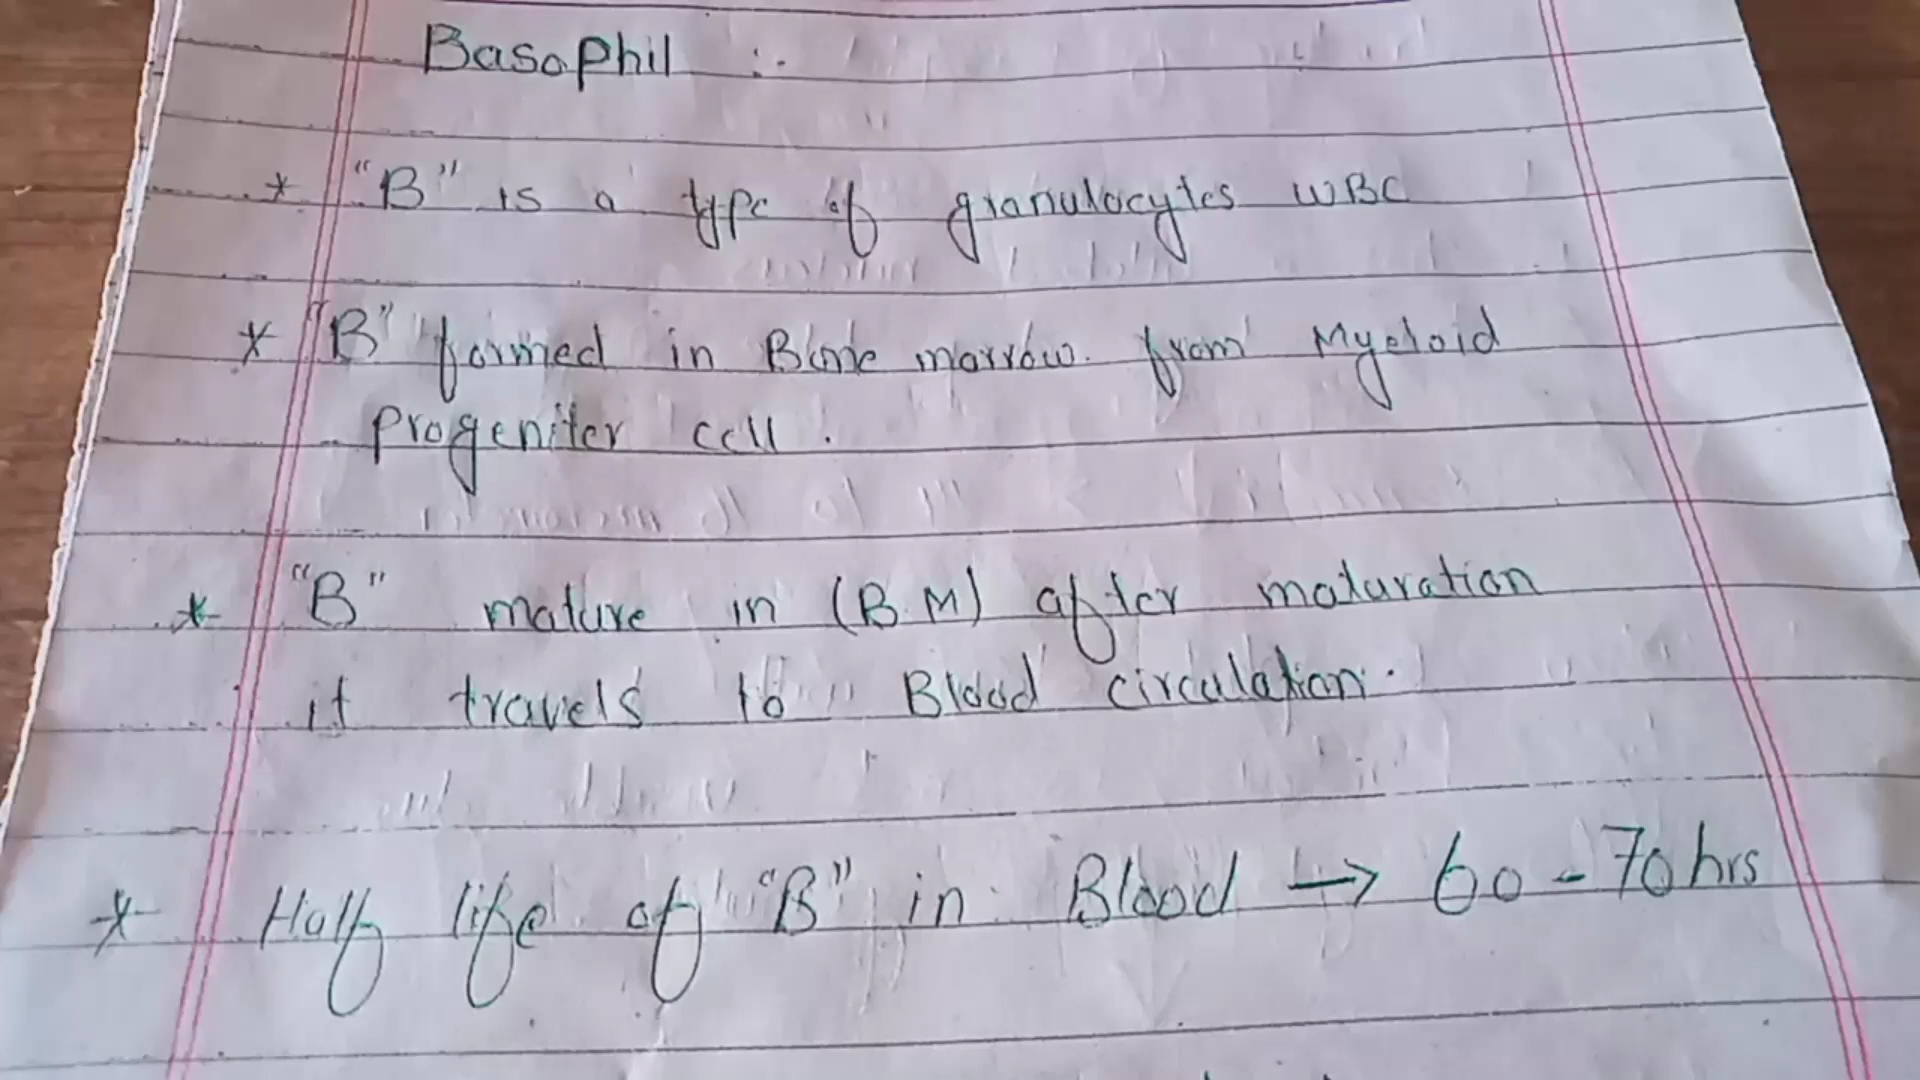 Basophil :-
* "B" is a type of granulocytes WBC
* "B" formed in Bone marrow. from Myeloid
progenitor cell.
* "B" mature in (B.M) after maturation
it travels to Blood circulation.
* Half life of "B" in Blood → 60-70hrs